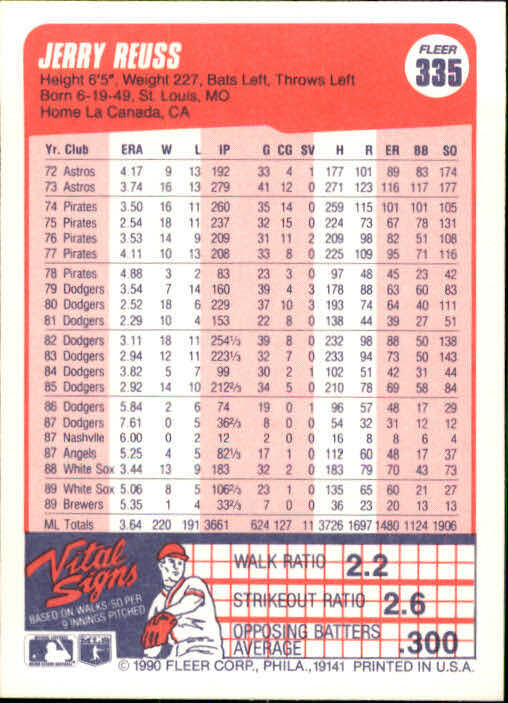 JERRY REUSS
Height 6'5", Weight 227, Bats Left, Throws Left
Born 6-19-49, St. Louis, MO
Home La Canada, CA
FLEER
335
Yr. Club ERA W L IP G CG SV H R ER BB SO
72 Astros 4.17 9 13 192 33 4 1 177 101 89 83 174
73 Astros 3.74 16 13 279 41 12 0 271 123 116 117 177
74 Pirates 3.50 16 11 260 35 14 0 259 115 101 101 105
75 Pirates 2.54 18 11 237 32 15 0 224 73 67 78 131
76 Pirates 3.53 14 9 209 31 11 2 209 98 82 51 108
77 Pirates 4.11 10 13 208 33 8 0 225 109 95 71 116
78 Pirates 4.88 3 2 83 23 3 0 97 48 45 23 42
79 Dodgers 3.54 7 14 160 39 4 3 178 88 63 60 83
80 Dodgers 2.52 18 6 229 37 10 3 193 74 64 40 111
81 Dodgers 2.29 10 4 153 22 8 0 138 44 39 27 51
82 Dodgers 3.11 18 11 254⅓ 39 8 0 232 98 88 50 138
83 Dodgers 2.94 12 11 223⅓ 32 7 0 233 94 73 50 143
84 Dodgers 3.82 5 7 99 30 2 1 102 51 42 31 44
85 Dodgers 2.92 14 10 212⅔ 34 5 0 210 78 69 58 84
86 Dodgers 5.84 2 6 74 19 0 1 96 57 48 17 29
87 Dodgers 7.61 0 5 36⅔ 8 0 0 54 32 31 12 12
87 Nashvlle 6.00 0 2 12 2 0 0 16 8 8 6 4
87 Angels 5.25 4 5 82⅓ 17 1 0 112 60 48 17 37
88 White Sox 3.44 13 9 183 32 2 0 183 79 70 43 73
89 White Sox 5.06 8 5 106⅔ 23 1 0 135 65 60 21 27
89 Brewers 5.35 1 4 33⅔ 7 0 0 36 23 20 13 13
ML Totals 3.64 220 191 3661 624 127 11 3726 1697 1480 1124 1906
Vital
Signs
BASED ON WALKS/SO PER
9 INNINGS PITCHED
WALK RATIO 2.2
STRIKEOUT RATIO 2.6
OPPOSING BATTERS
AVERAGE .300
© 1990 FLEER CORP., PHILA., 19141 PRINTED IN U.S.A.